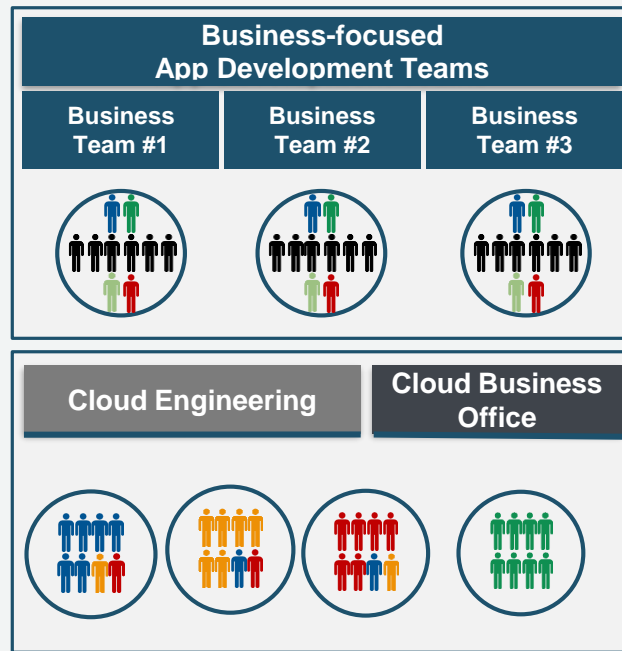 Business-focused
App Development Teams
Business
Team #1
Business
Team #2
Business
Team #3
Cloud Engineering
Cloud Business
Office